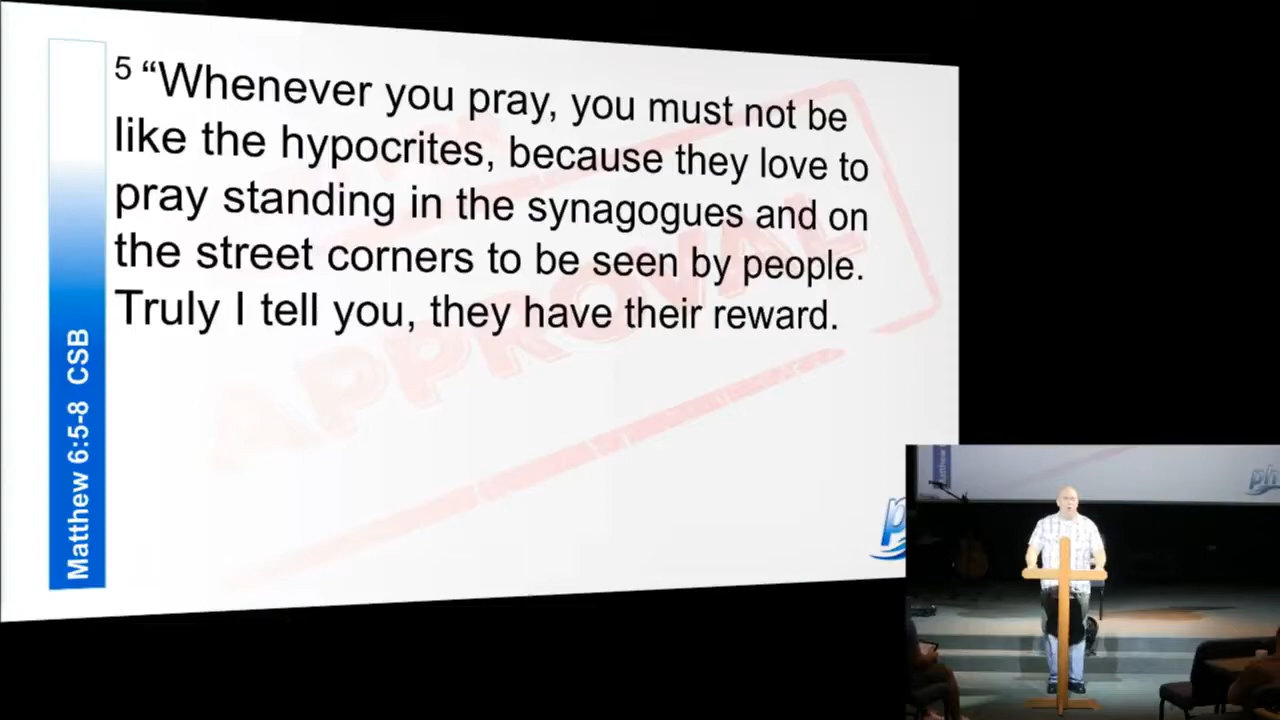 5 “Whenever you pray, you must not be
like the hypocrites, because they love to
pray standing in the synagogues and on
the street corners to be seen by people.
Truly I tell you, they have their reward.
APPROVAL
Matthew 6:5-8 CSB